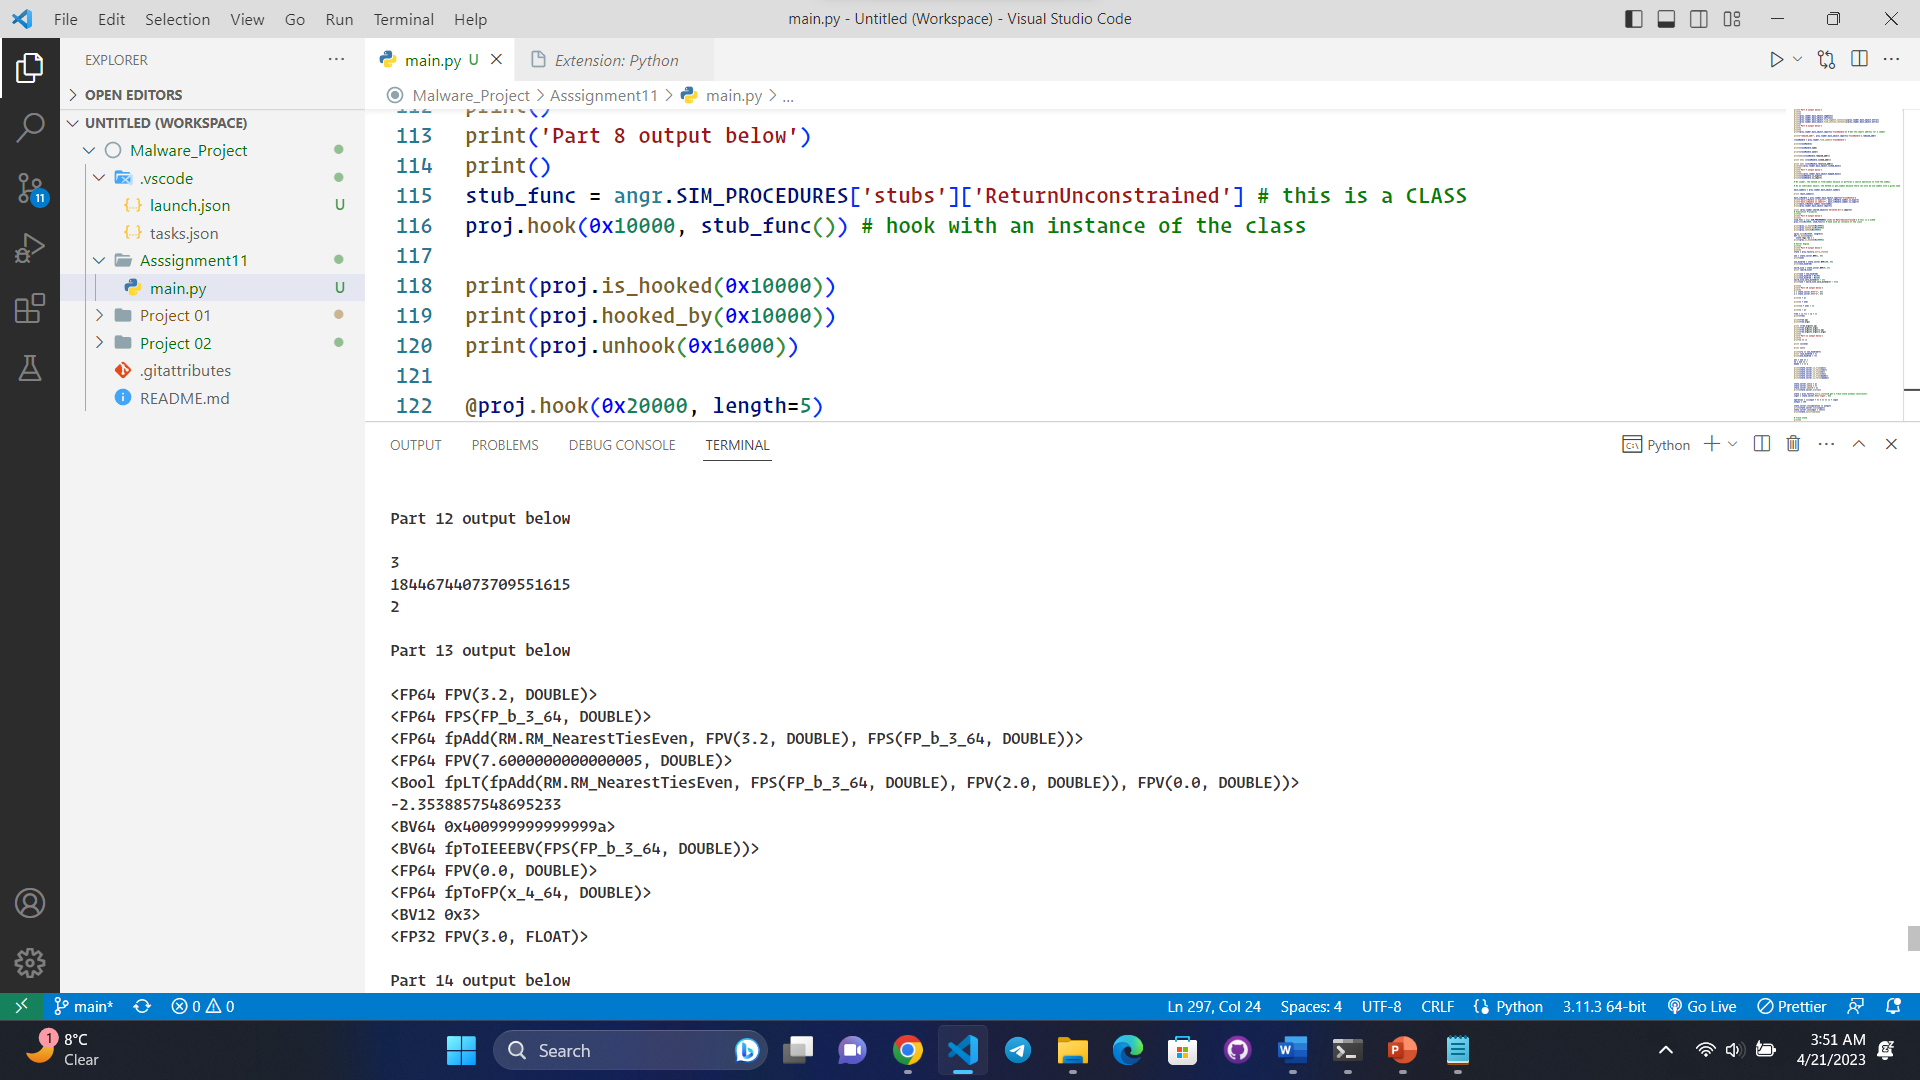 File Edit Selection View Go Run Terminal Help
main.py - Untitled (Workspace) - Visual Studio Code
EXPLORER
OPEN EDITORS
UNTITLED (WORKSPACE)
Malware_Project
.vscode
launch.json U
tasks.json
Asssignment11
main.py U
Project 01
Project 02
.gitattributes
README.md
11
main.py U
Extension: Python
Malware_Project > Asssignment11 > main.py > ...
112 print()
113 print('Part 8 output below')
114 print()
115 stub_func = angr.SIM_PROCEDURES['stubs']['ReturnUnconstrained'] # this is a CLASS
116 proj.hook(0x10000, stub_func()) # hook with an instance of the class
117
118 print(proj.is_hooked(0x10000))
119 print(proj.hooked_by(0x10000))
120 print(proj.unhook(0x16000))
121
122 @proj.hook(0x20000, length=5)
OUTPUT PROBLEMS DEBUG CONSOLE TERMINAL
Python
Part 12 output below
3
18446744073709551615
2
Part 13 output below
<FP64 FPV(3.2, DOUBLE)>
<FP64 FPS(FP_b_3_64, DOUBLE)>
<FP64 fpAdd(RM.RM_NearestTiesEven, FPV(3.2, DOUBLE), FPS(FP_b_3_64, DOUBLE))>
<FP64 FPV(7.6000000000000005, DOUBLE)>
<Bool fpLT(fpAdd(RM.RM_NearestTiesEven, FPS(FP_b_3_64, DOUBLE), FPV(2.0, DOUBLE)), FPV(0.0, DOUBLE))>
-2.3538857548695233
<BV64 0x400999999999999a>
<BV64 fpToIEEEBV(FPS(FP_b_3_64, DOUBLE))>
<FP64 FPV(0.0, DOUBLE)>
<FP64 fpToFP(x_4_64, DOUBLE)>
<BV12 0x3>
<FP32 FPV(3.0, FLOAT)>
Part 14 output below
main* 0 0
Ln 297, Col 24 Spaces: 4 UTF-8 CRLF Python 3.11.3 64-bit Go Live Prettier
1
8°C
Clear
Search
3:51 AM
4/21/2023